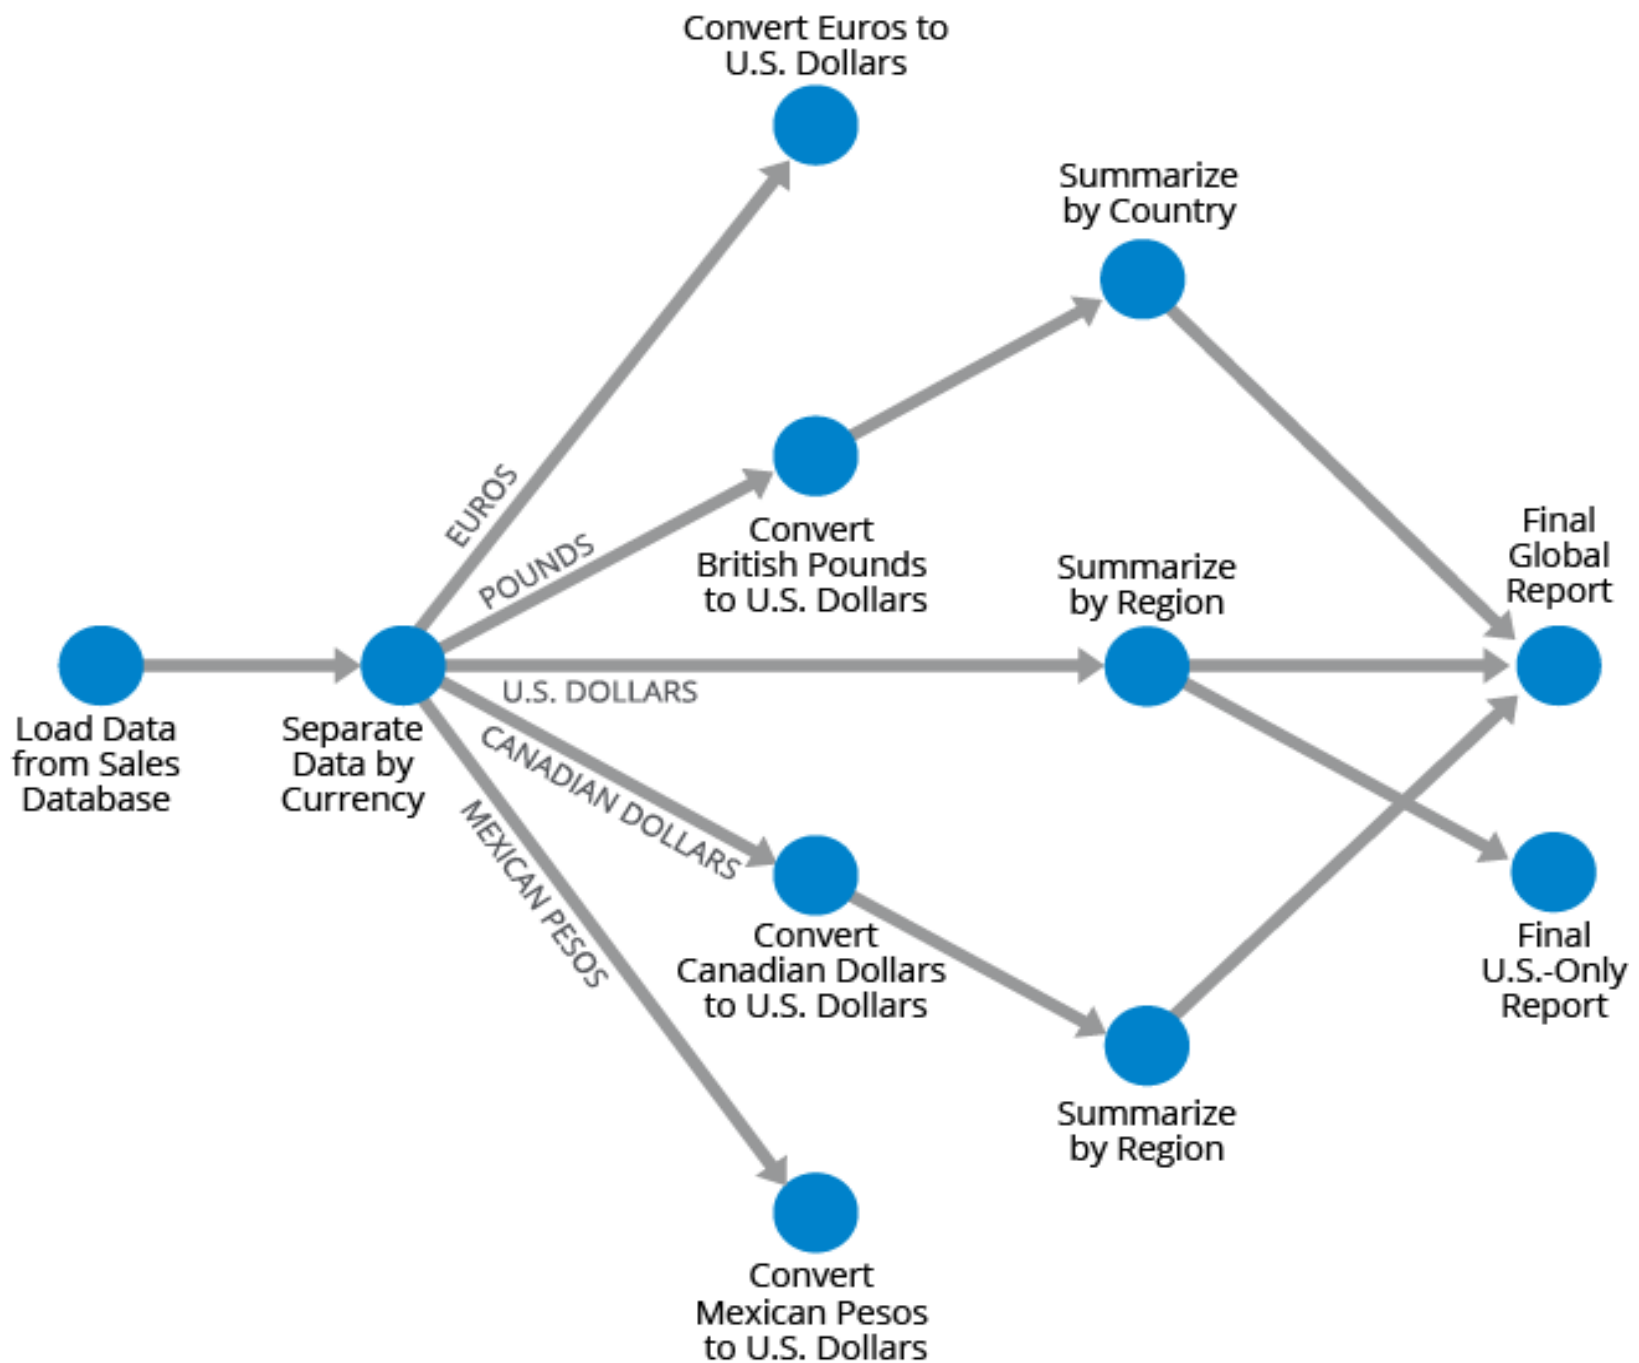 Convert Euros to
U.S. Dollars
Summarize
by Country
EUROS
POUNDS
Convert
British Pounds
to U.S. Dollars
Summarize
by Region
Final
Global
Report
Load Data
from Sales
Database
Separate
Data by
Currency
U.S. DOLLARS
CANADIAN DOLLARS
MEXICAN PESOS
Convert
Canadian Dollars
to U.S. Dollars
Final
U.S.-Only
Report
Summarize
by Region
Convert
Mexican Pesos
to U.S. Dollars